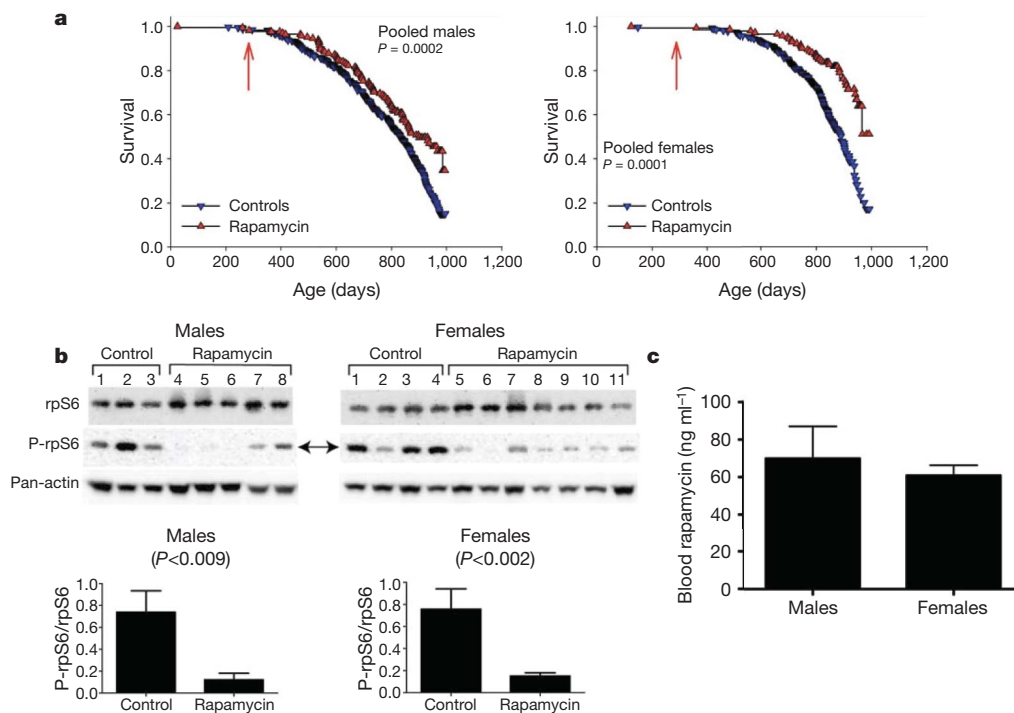 a
Pooled males
P = 0.0002
1.0
0.8
0.6
0.4
0.2
0.0
Survival
Controls
Rapamycin
0 200 400 600 800 1,000 1,200
Age (days)
Pooled females
P = 0.0001
1.0
0.8
0.6
0.4
0.2
0.0
Survival
Controls
Rapamycin
0 200 400 600 800 1,000 1,200
Age (days)
b
Males
Control Rapamycin
1 2 3 4 5 6 7 8
Females
Control Rapamycin
1 2 3 4 5 6 7 8 9 10 11
rpS6
P-rpS6
Pan-actin
Males
(P<0.009)
1.0
0.8
0.6
0.4
0.2
0.0
P-rpS6/rpS6
Control Rapamycin
Females
(P<0.002)
1.0
0.8
0.6
0.4
0.2
0.0
P-rpS6/rpS6
Control Rapamycin
c
100
80
60
40
20
0
Blood rapamycin (ng ml⁻¹)
Males Females